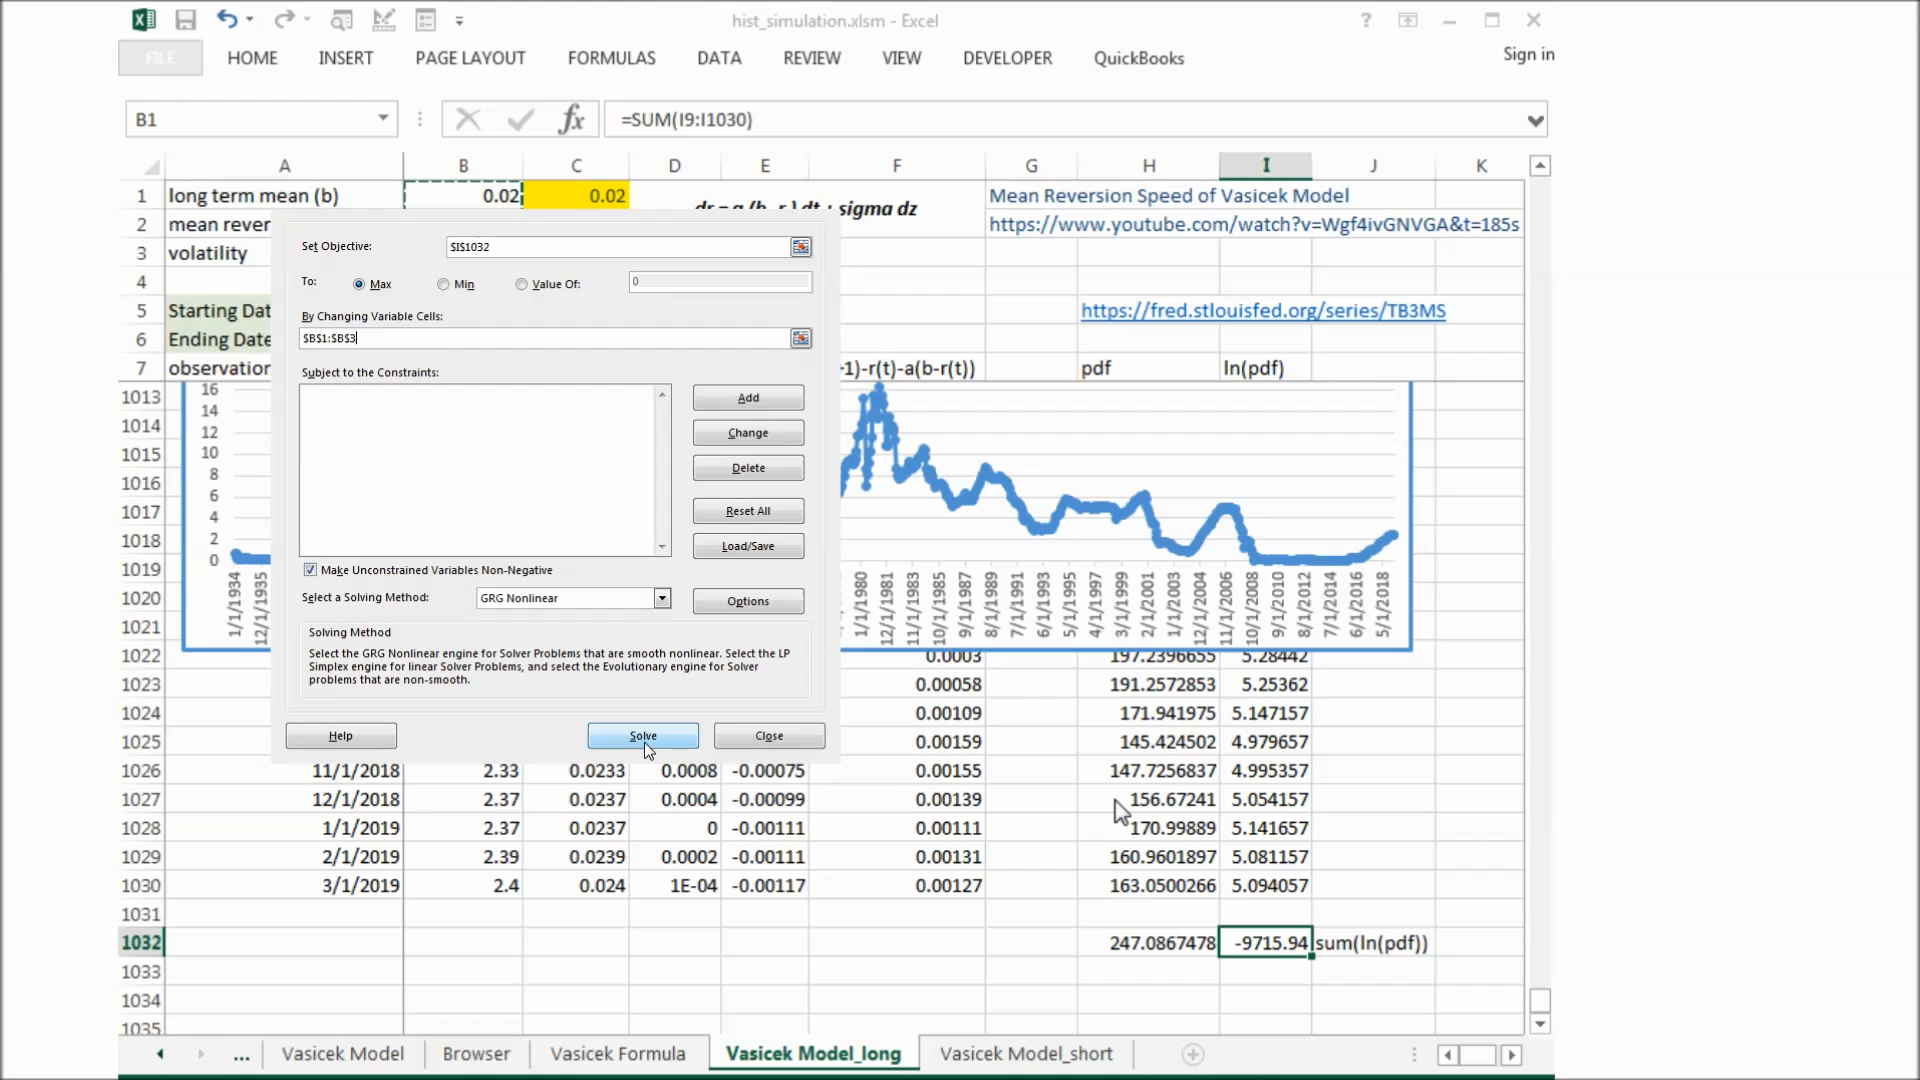 hist_simulation.xlsm - Excel
FILE HOME INSERT PAGE LAYOUT FORMULAS DATA REVIEW VIEW DEVELOPER QuickBooks Sign in
B1 fx =SUM(I9:I1030)
A B C D E F G H I J K
1 long term mean (b) 0.02 0.02 Mean Reversion Speed of Vasicek Model
sigma dz
2 mean rever https://www.youtube.com/watch?v=Wgf4ivGNVGA&t=185s
3 volatility
4
5 Starting Dat https://fred.stlouisfed.org/series/TB3MS
6 Ending Date
7 observation 1)-r(t)-a(b-r(t)) pdf ln(pdf)
Set Objective: $I$1032
To: Max Min Value Of: 0
By Changing Variable Cells:
$B$1:$B$3
Subject to the Constraints:
Add
Change
Delete
Reset All
Load/Save
Make Unconstrained Variables Non-Negative
Select a Solving Method: GRG Nonlinear Options
Solving Method
Select the GRG Nonlinear engine for Solver Problems that are smooth nonlinear. Select the LP
Simplex engine for linear Solver Problems, and select the Evolutionary engine for Solver
problems that are non-smooth.
Help Solve Close
1013 16
1014 14
12
1015 10
1016 8
6
1017 4
1018 2
1019 0
1020
1021
1/1/1934 12/1/1935 1/1/1980 12/1/1981 11/1/1983 10/1/1985 9/1/1987 8/1/1989 7/1/1991 6/1/1993 5/1/1995 4/1/1997 3/1/1999 2/1/2001 1/1/2003 12/1/2004 11/1/2006 10/1/2008 9/1/2010 8/1/2012 7/1/2014 6/1/2016 5/1/2018
1022 0.0003 197.2396655 5.28442
1023 0.00058 191.2572853 5.25362
1024 0.00109 171.941975 5.147157
1025 0.00159 145.424502 4.979657
1026 11/1/2018 2.33 0.0233 0.0008 -0.00075 0.00155 147.7256837 4.995357
1027 12/1/2018 2.37 0.0237 0.0004 -0.00099 0.00139 156.67241 5.054157
1028 1/1/2019 2.37 0.0237 0 -0.00111 0.00111 170.99889 5.141657
1029 2/1/2019 2.39 0.0239 0.0002 -0.00111 0.00131 160.9601897 5.081157
1030 3/1/2019 2.4 0.024 1E-04 -0.00117 0.00127 163.0500266 5.094057
1031
1032 247.0867478 -9715.94 sum(ln(pdf))
1033
1034
1035
... Vasicek Model Browser Vasicek Formula Vasicek Model_long Vasicek Model_short